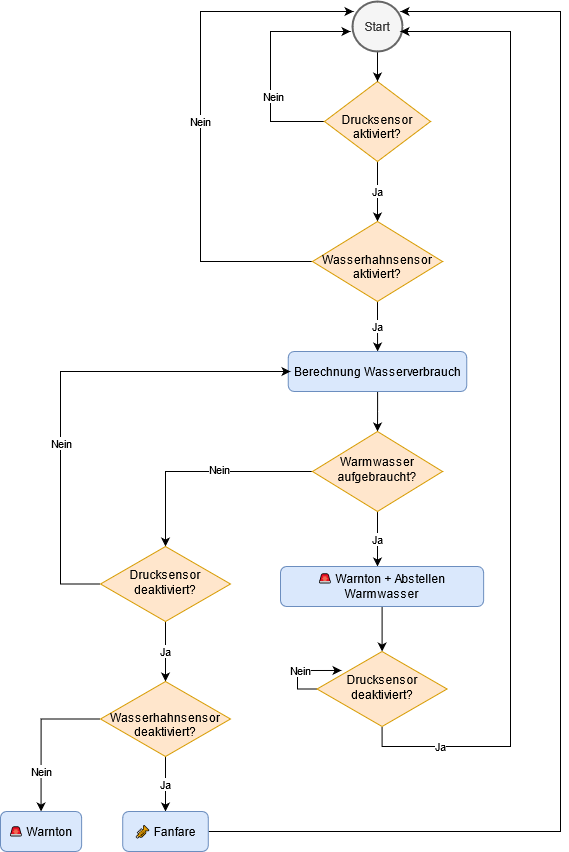 Start
Nein
Drucksensor
aktiviert?
Nein
Ja
Wasserhahnsensor
aktiviert?
Ja
Berechnung Wasserverbrauch
Nein
Warmwasser
aufgebraucht?
Nein
Ja
Drucksensor
deaktiviert?
🚨 Warnton + Abstellen
Warmwasser
Ja
Nein
Drucksensor
deaktiviert?
Wasserhahnsensor
deaktiviert?
Ja
Nein
Ja
🚨 Warnton
🎺 Fanfare